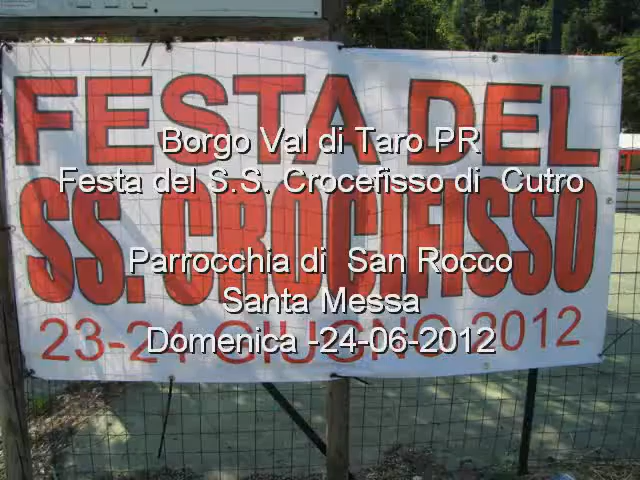 FESTA DEL
Borgo Val di Taro PR
Festa del S.S. Crocefisso di Cutro
SS. CROCIFISSO
Parrocchia di San Rocco
Santa Messa
23-24 GIUGNO 2012
Domenica -24-06-2012